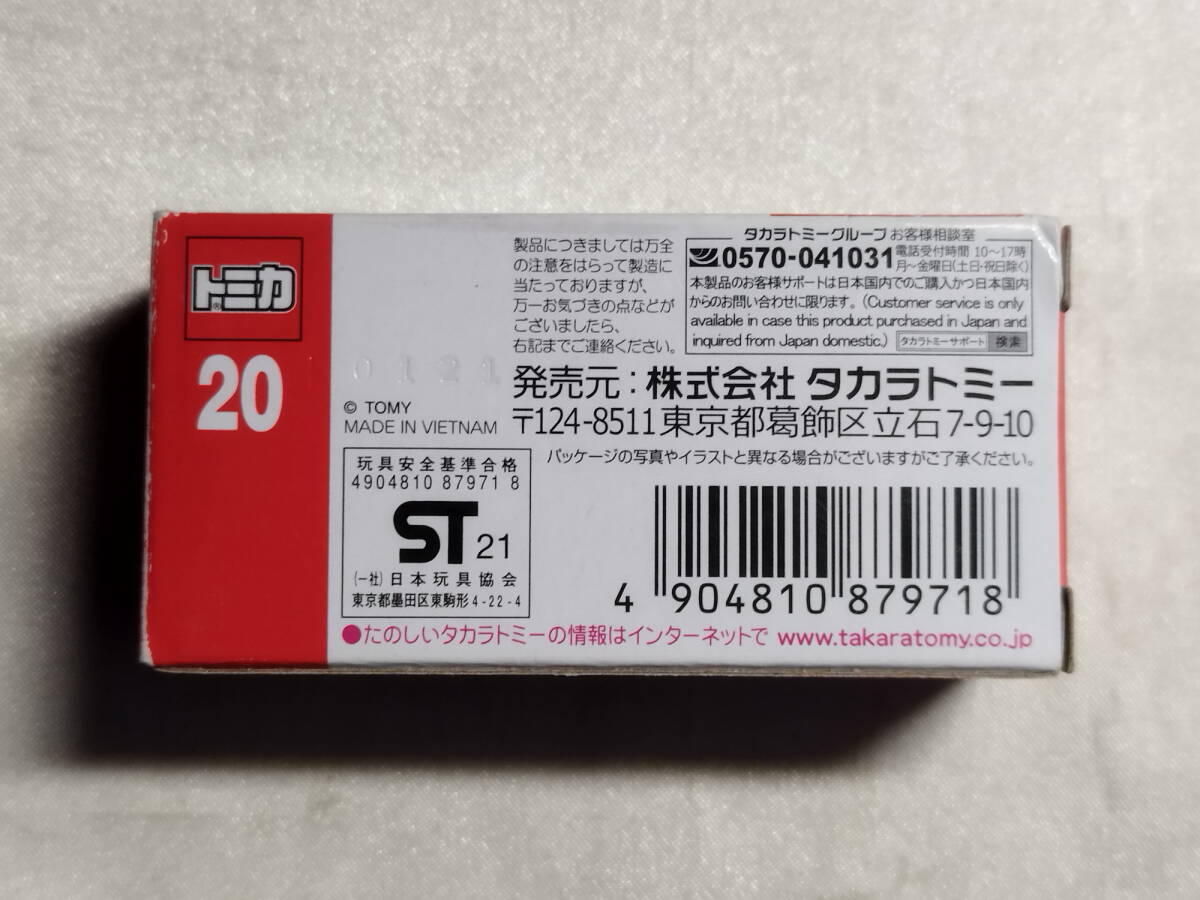 トミカ
®
20
製品につきましては万全
の注意をはらって製造に
当たっておりますが、
万一お気づきの点などが
ございましたら、
右記までご連絡ください。
タカラトミーグループ お客様相談室
0570-041031 電話受付時間 10〜17時
月〜金曜日(土日・祝日除く)
本製品のお客様サポートは日本国内でのご購入かつ日本国内
からのお問い合わせに限ります。(Customer service is only
available in case this product purchased in Japan and
inquired from Japan domestic.) タカラトミーサポート 検索
0121
© TOMY
MADE IN VIETNAM
発売元:株式会社 タカラトミー
〒124-8511 東京都葛飾区立石 7-9-10
パッケージの写真やイラストと異なる場合がございますがご了承ください。
玩具安全基準合格
4904810 87971 8
ST 21
(一社)日本玩具協会
東京都墨田区東駒形4-22-4
4 904810 879718
●たのしいタカラトミーの情報はインターネットで www.takaratomy.co.jp